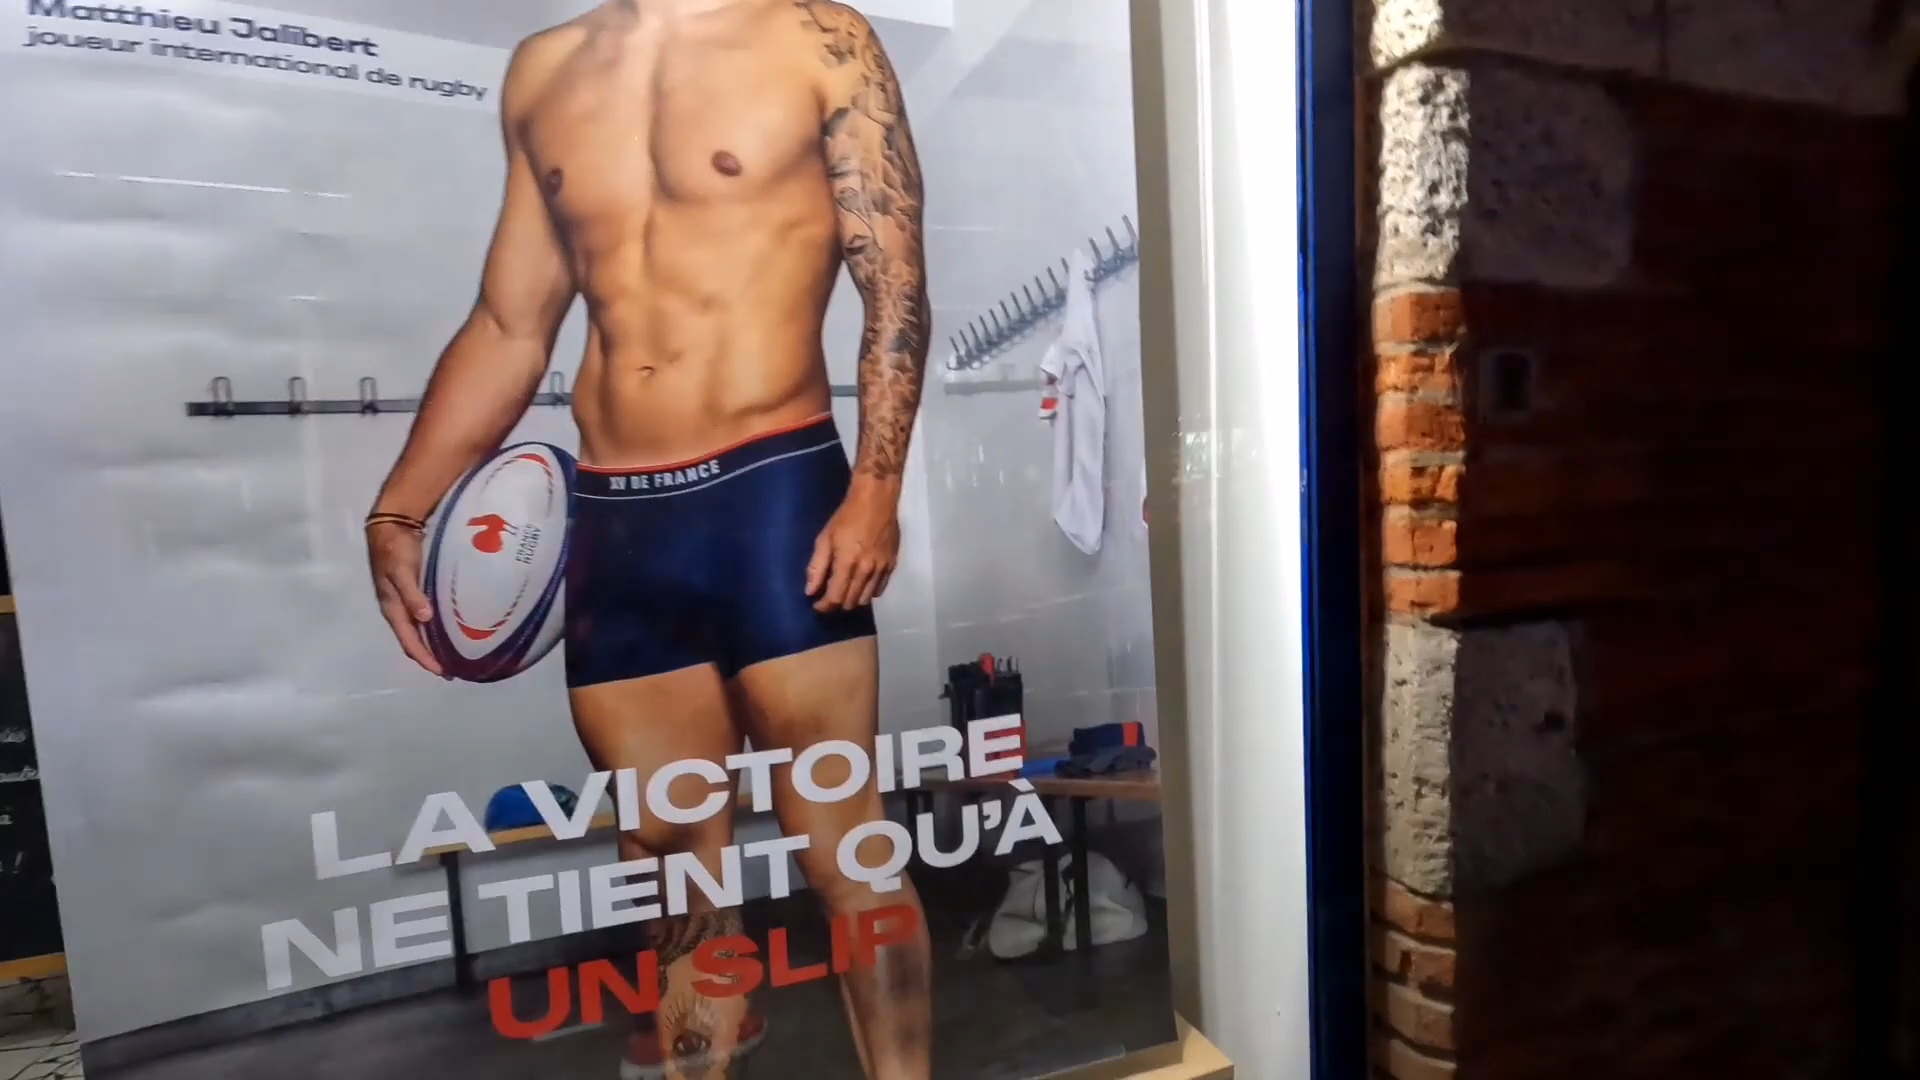 Matthieu Jalibert
joueur international de rugby
XV DE FRANCE
FRANCE
RUGBY
LA VICTOIRE
NE TIENT QU'À
UN SLIP